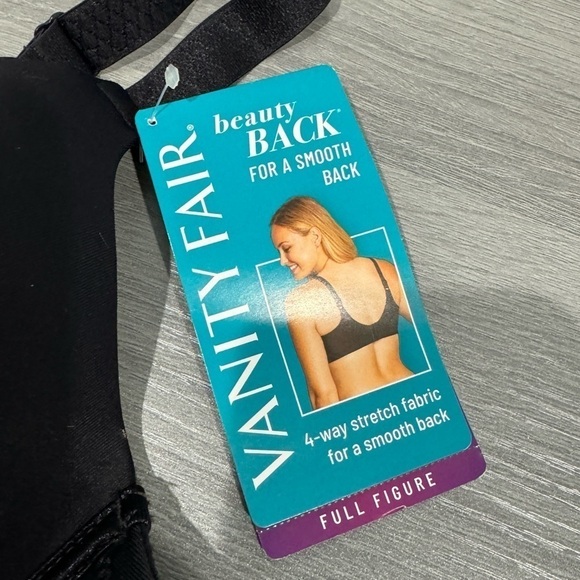 VANITY FAIR®
beauty
BACK®
FOR A SMOOTH
BACK
4-way stretch fabric
for a smooth back
FULL FIGURE